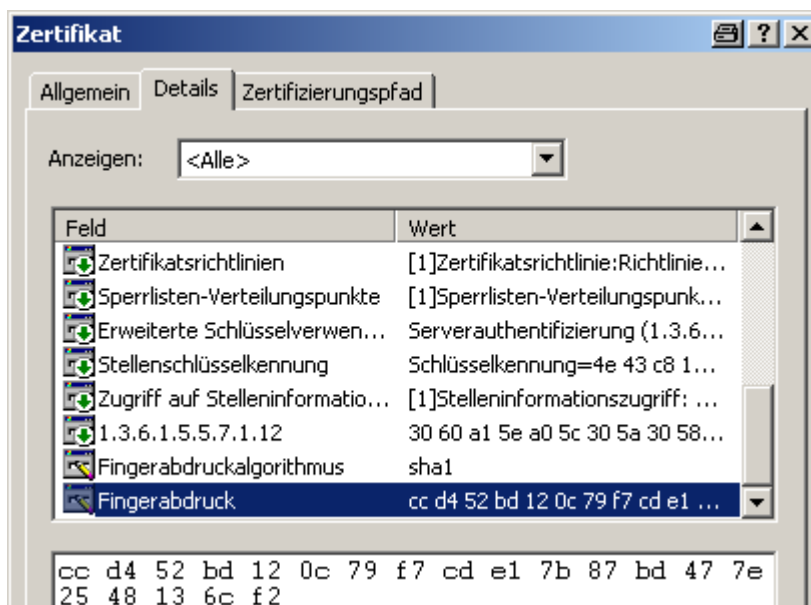 Zertifikat
Allgemein Details Zertifizierungspfad
Anzeigen: <Alle>
Feld Wert
Zertifikatsrichtlinien [1]Zertifikatsrichtlinie:Richtlinie...
Sperrlisten-Verteilungspunkte [1]Sperrlisten-Verteilungspunk...
Erweiterte Schlüsselverwen... Serverauthentifizierung (1.3.6...
Stellenschlüsselkennung Schlüsselkennung=4e 43 c8 1...
Zugriff auf Stelleninformatio... [1]Stelleninformationszugriff: ...
1.3.6.1.5.5.7.1.12 30 60 a1 5e a0 5c 30 5a 30 58...
Fingerabdruckalgorithmus sha1
Fingerabdruck cc d4 52 bd 12 0c 79 f7 cd e1 ...
cc d4 52 bd 12 0c 79 f7 cd e1 7b 87 bd 47 7e
25 48 13 6c f2